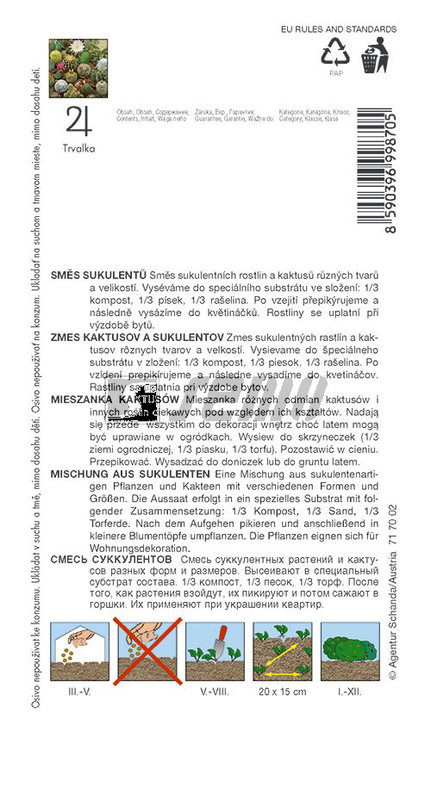 EU RULES AND STANDARDS
PAP
Trvalka
Obsah, Obsah, Содержание,
Contents, Inhalt, Waga netto
Záruka, Exp., Гарантия,
Guarantee, Garantie, Ważne do
Kategorie, Kategória, Класс,
Category, Klasse, Klasa
8 590396 998705
Osivo nepoužívat ke konzumu. Ukládat v suchu a tmě, mimo dosahu dětí. Osivo nepoužívať na konzum. Ukladať na suchom a tmavom mieste, mimo dosahu detí.
SMĚS SUKULENTŮ Směs sukulentních rostlin a kaktusů různých tvarů
a velikostí. Vyséváme do speciálního substrátu ve složení: 1/3
kompost, 1/3 písek, 1/3 rašelina. Po vzejití přepikýrujeme a
následně vysázíme do květináčků. Rostliny se uplatní při
výzdobě bytů.
ZMES KAKTUSOV A SUKULENTOV Zmes sukulentných rastlín a kak-
tusov rôznych tvarov a velkostí. Vysievame do špeciálneho
substrátu v zložení: 1/3 kompost, 1/3 piesok, 1/3 rašelina. Po
vzídení prepikírujeme a následne vysadíme do kvetináčov.
Rastliny sa uplatnia pri výzdobe bytov.
MIESZANKA KAKTUSÓW Mieszanka różnych odmian kaktusów i
innych roślin ciekawych pod względem ich kształtów. Nadają
się przede wszystkim do dekoracji wnętrz choć latem mogą
być uprawiane w ogródkach. Wysiew do skrzyneczek (1/3
ziemi ogrodniczej, 1/3 piasku, 1/3 torfu). Pozostawić w cieniu.
Przepikować. Wysadzać do doniczek lub do gruntu latem.
MISCHUNG AUS SUKULENTEN Eine Mischung aus sukulentenarti-
gen Pflanzen und Kakteen mit verschiedenen Formen und
Größen. Die Aussaat erfolgt in ein spezielles Substrat mit fol-
gender Zusammensetzung: 1/3 Kompost, 1/3 Sand, 1/3
Torferde. Nach dem Aufgehen pikieren und anschließend in
kleinere Blumentöpfe umpflanzen. Die Pflanzen eignen sich für
Wohnungsdekoration.
СМЕСЬ СУККУЛЕНТОВ Смесь суккулентных растений и какту-
сов разных форм и размеров. Высеивают в специальный
субстрат состава. 1/3 компост, 1/3 песок, 1/3 торф. После
того, как растения взойдут, их пикируют и потом сажают в
горшки. Их применяют при украшении квартир.
© Agentur Schanda/Austria 71 70 02
III.-V.
V.-VIII.
20 x 15 cm
I.-XII.